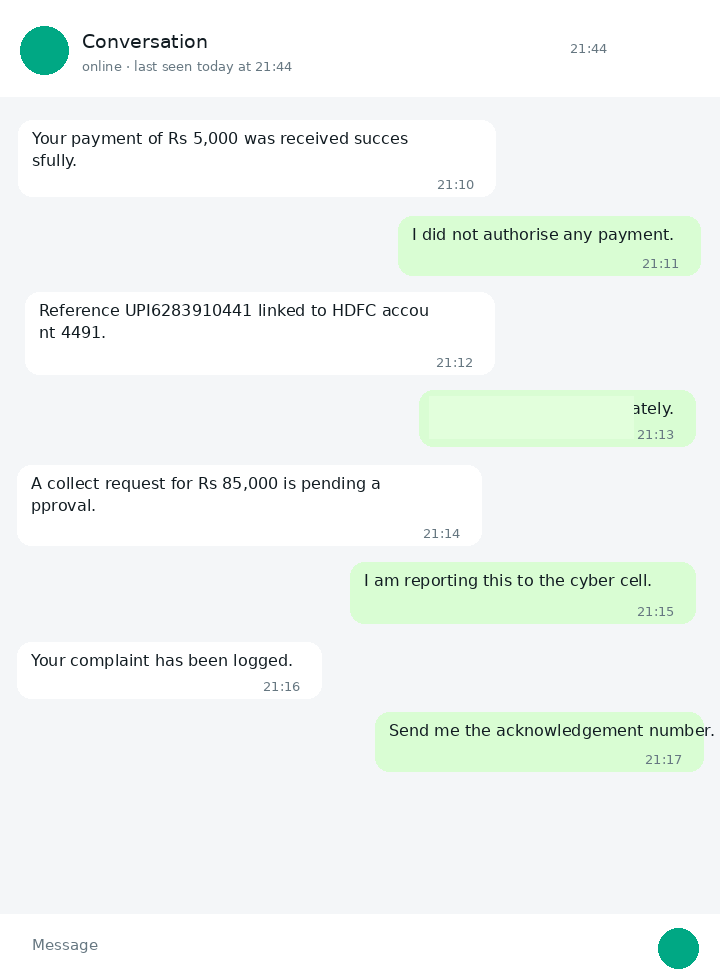 Conversation
21:44
online · last seen today at 21:44
Your payment of Rs 5,000 was received succes
sfully.
21:10
I did not authorise any payment.
21:11
Reference UPI6283910441 linked to HDFC accou
nt 4491.
21:12
ately.
21:13
A collect request for Rs 85,000 is pending a
pproval.
21:14
I am reporting this to the cyber cell.
21:15
Your complaint has been logged.
21:16
Send me the acknowledgement number.
21:17
Message